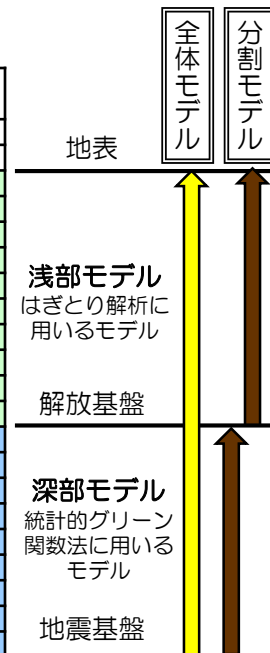 全体モデル
分割モデル
地表
浅部モデル
はぎとり解析に
用いるモデル
解放基盤
深部モデル
統計的グリーン
関数法に用いる
モデル
地震基盤